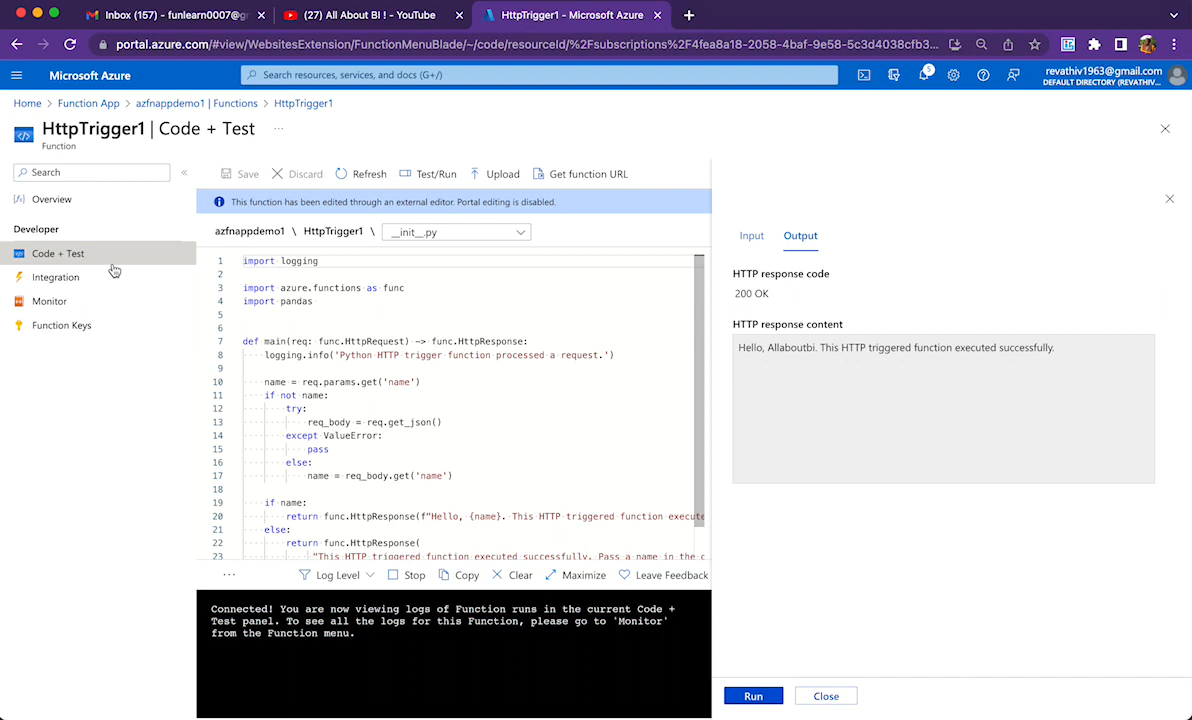 Inbox (157) - funlearn0007@g
(27) All About BI ! - YouTube
HttpTrigger1 - Microsoft Azure
portal.azure.com/#view/WebsitesExtension/FunctionMenuBlade/~/code/resourceId/%2Fsubscriptions%2F4fea8a18-2058-4baf-9e58-5c3d4038cfb3...
Microsoft Azure
Search resources, services, and docs (G+/)
5
revathiv1963@gmail.com
DEFAULT DIRECTORY (REVATHIV...
Home > Function App > azfnappdemo1 | Functions > HttpTrigger1
HttpTrigger1 | Code + Test ...
Function
Search
Overview
Developer
Code + Test
Integration
Monitor
Function Keys
Save
Discard
Refresh
Test/Run
Upload
Get function URL
This function has been edited through an external editor. Portal editing is disabled.
azfnappdemo1 \ HttpTrigger1 \ __init__.py
1 import logging
2
3 import azure.functions as func
4 import pandas
5
6
7 def main(req: func.HttpRequest) -> func.HttpResponse:
8 logging.info('Python HTTP trigger function processed a request.')
9
10 name = req.params.get('name')
11 if not name:
12 try:
13 req_body = req.get_json()
14 except ValueError:
15 pass
16 else:
17 name = req_body.get('name')
18
19 if name:
20 return func.HttpResponse(f"Hello, {name}. This HTTP triggered function execute
21 else:
22 return func.HttpResponse(
23 "This HTTP triggered function executed successfully. Pass a name in the
... Log Level
Stop
Copy
Clear
Maximize
Leave Feedback
Connected! You are now viewing logs of Function runs in the current Code +
Test panel. To see all the logs for this Function, please go to 'Monitor'
from the Function menu.
Input
Output
HTTP response code
200 OK
HTTP response content
Hello, Allaboutbi. This HTTP triggered function executed successfully.
Run
Close